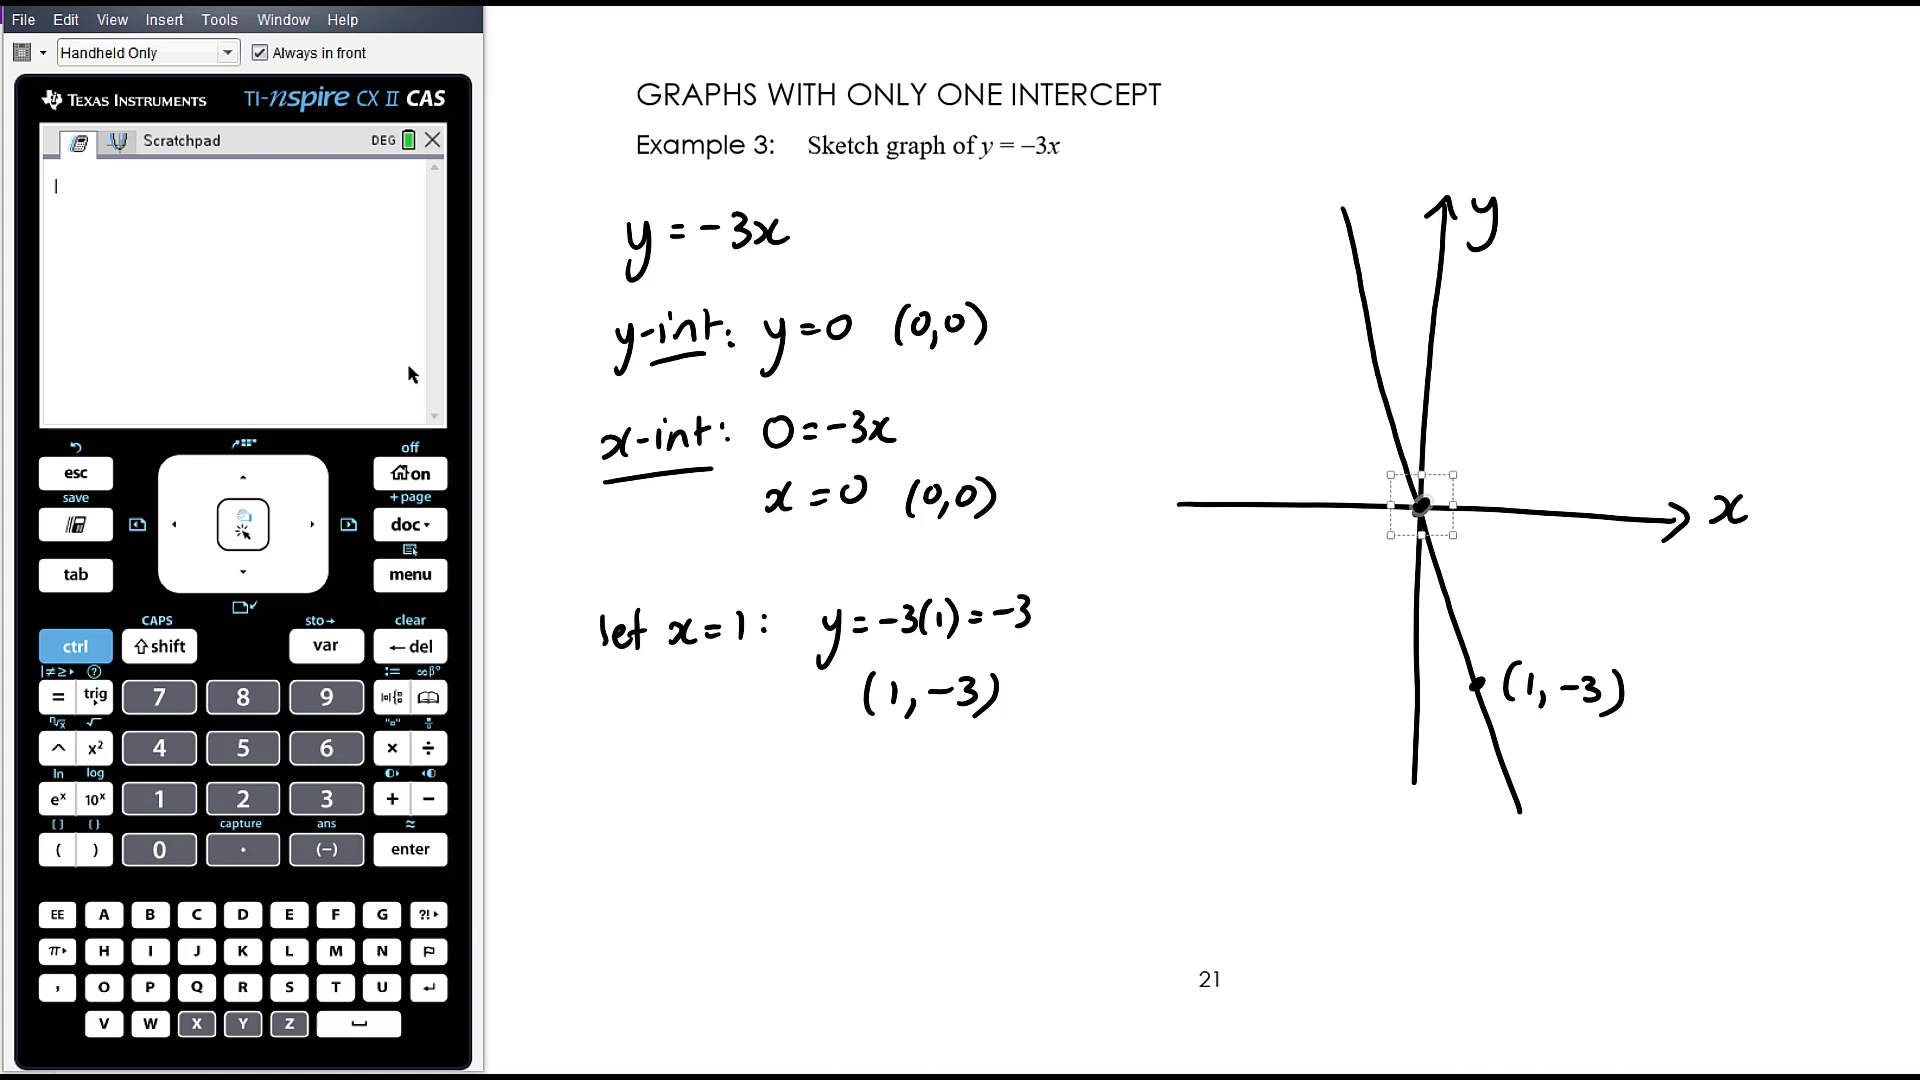 File Edit View Insert Tools Window Help
Handheld Only Always in front
TEXAS INSTRUMENTS TI-nspire CX II CAS
Scratchpad DEG
off
esc on
save + page
doc
tab menu
CAPS sto→ clear
ctrl shift var ←del
|≠≥▸ ? := ∞β°
= trig 7 8 9
ⁿ√x √ "▫"
^ x² 4 5 6 × ÷
ln log
eˣ 10ˣ 1 2 3 + −
[ ] { } capture ans ≈
( ) 0 . (−) enter
EE A B C D E F G ?!▸
π▸ H I J K L M N
, O P Q R S T U ↵
V W X Y Z
GRAPHS WITH ONLY ONE INTERCEPT
Example 3: Sketch graph of y = –3x
y = -3x
y-int: y=0 (0,0)
x-int: 0=-3x
x=0 (0,0)
let x=1: y=-3(1)=-3
(1,-3)
y
x
(1,-3)
21